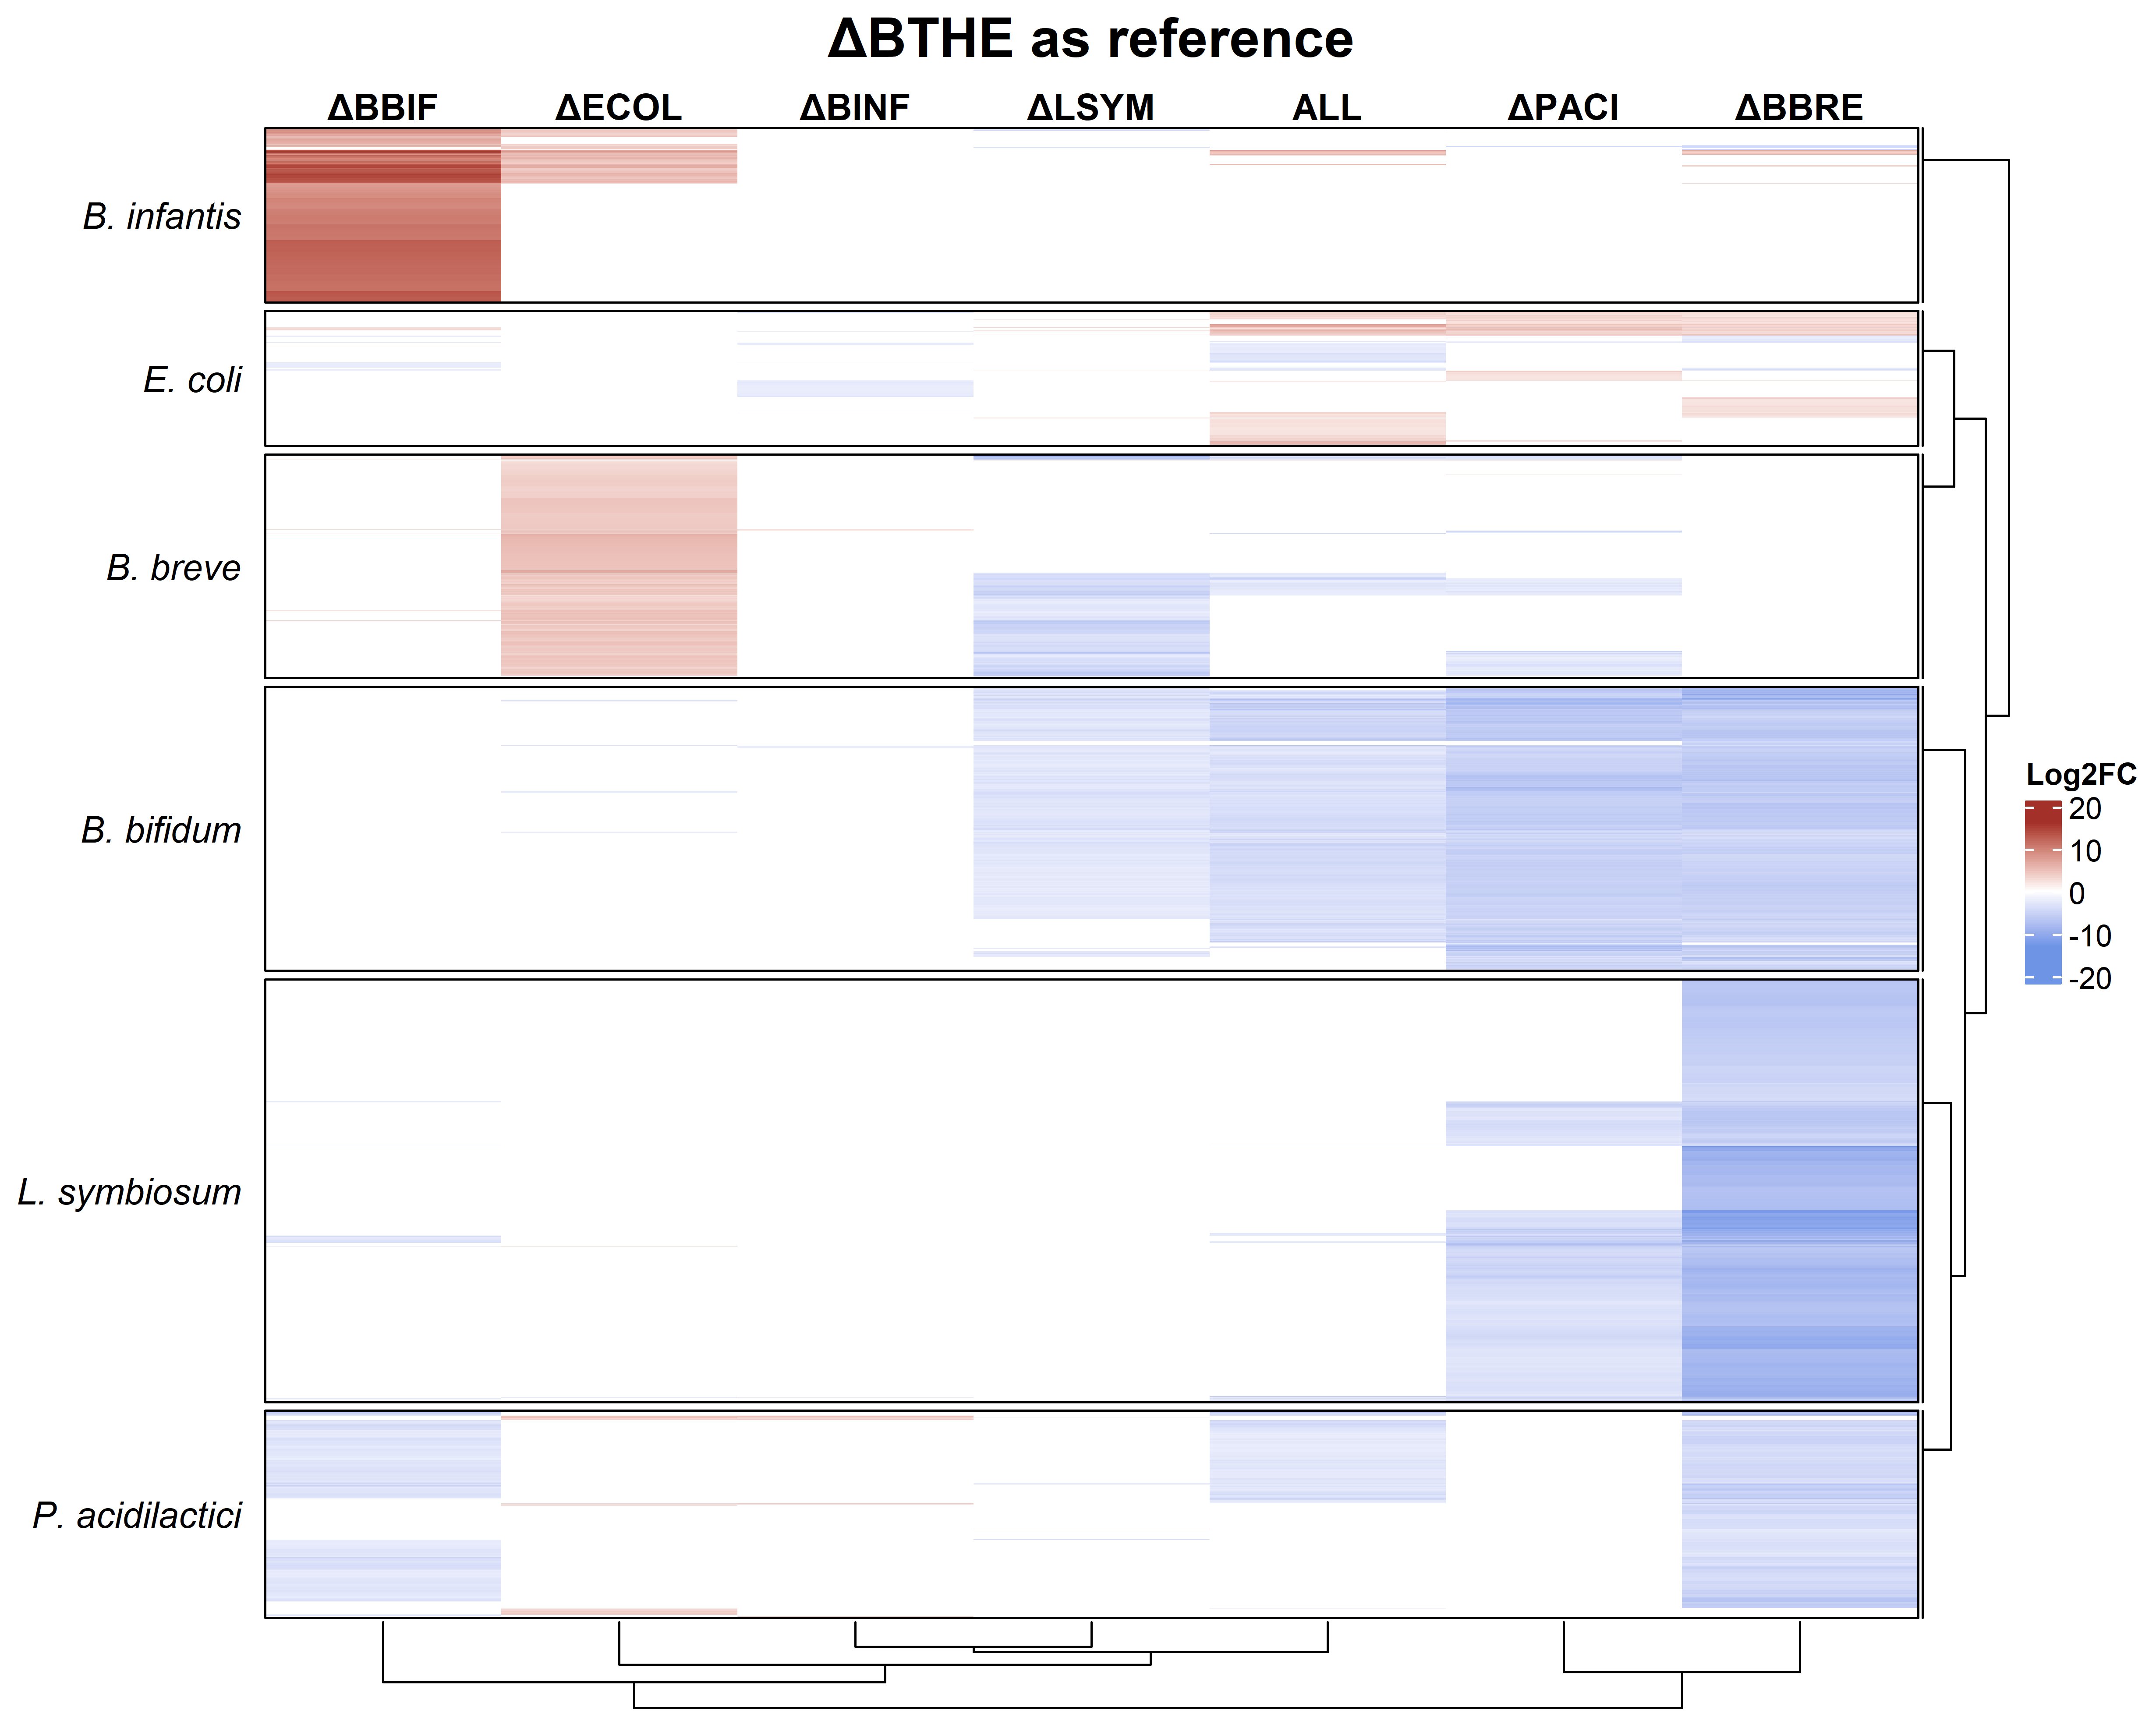 ΔBTHE as reference
ΔBBIF ΔECOL ΔBINF ΔLSYM ALL ΔPACI ΔBBRE
B. infantis
E. coli
B. breve
B. bifidum
L. symbiosum
P. acidilactici
Log2FC
20
10
0
-10
-20